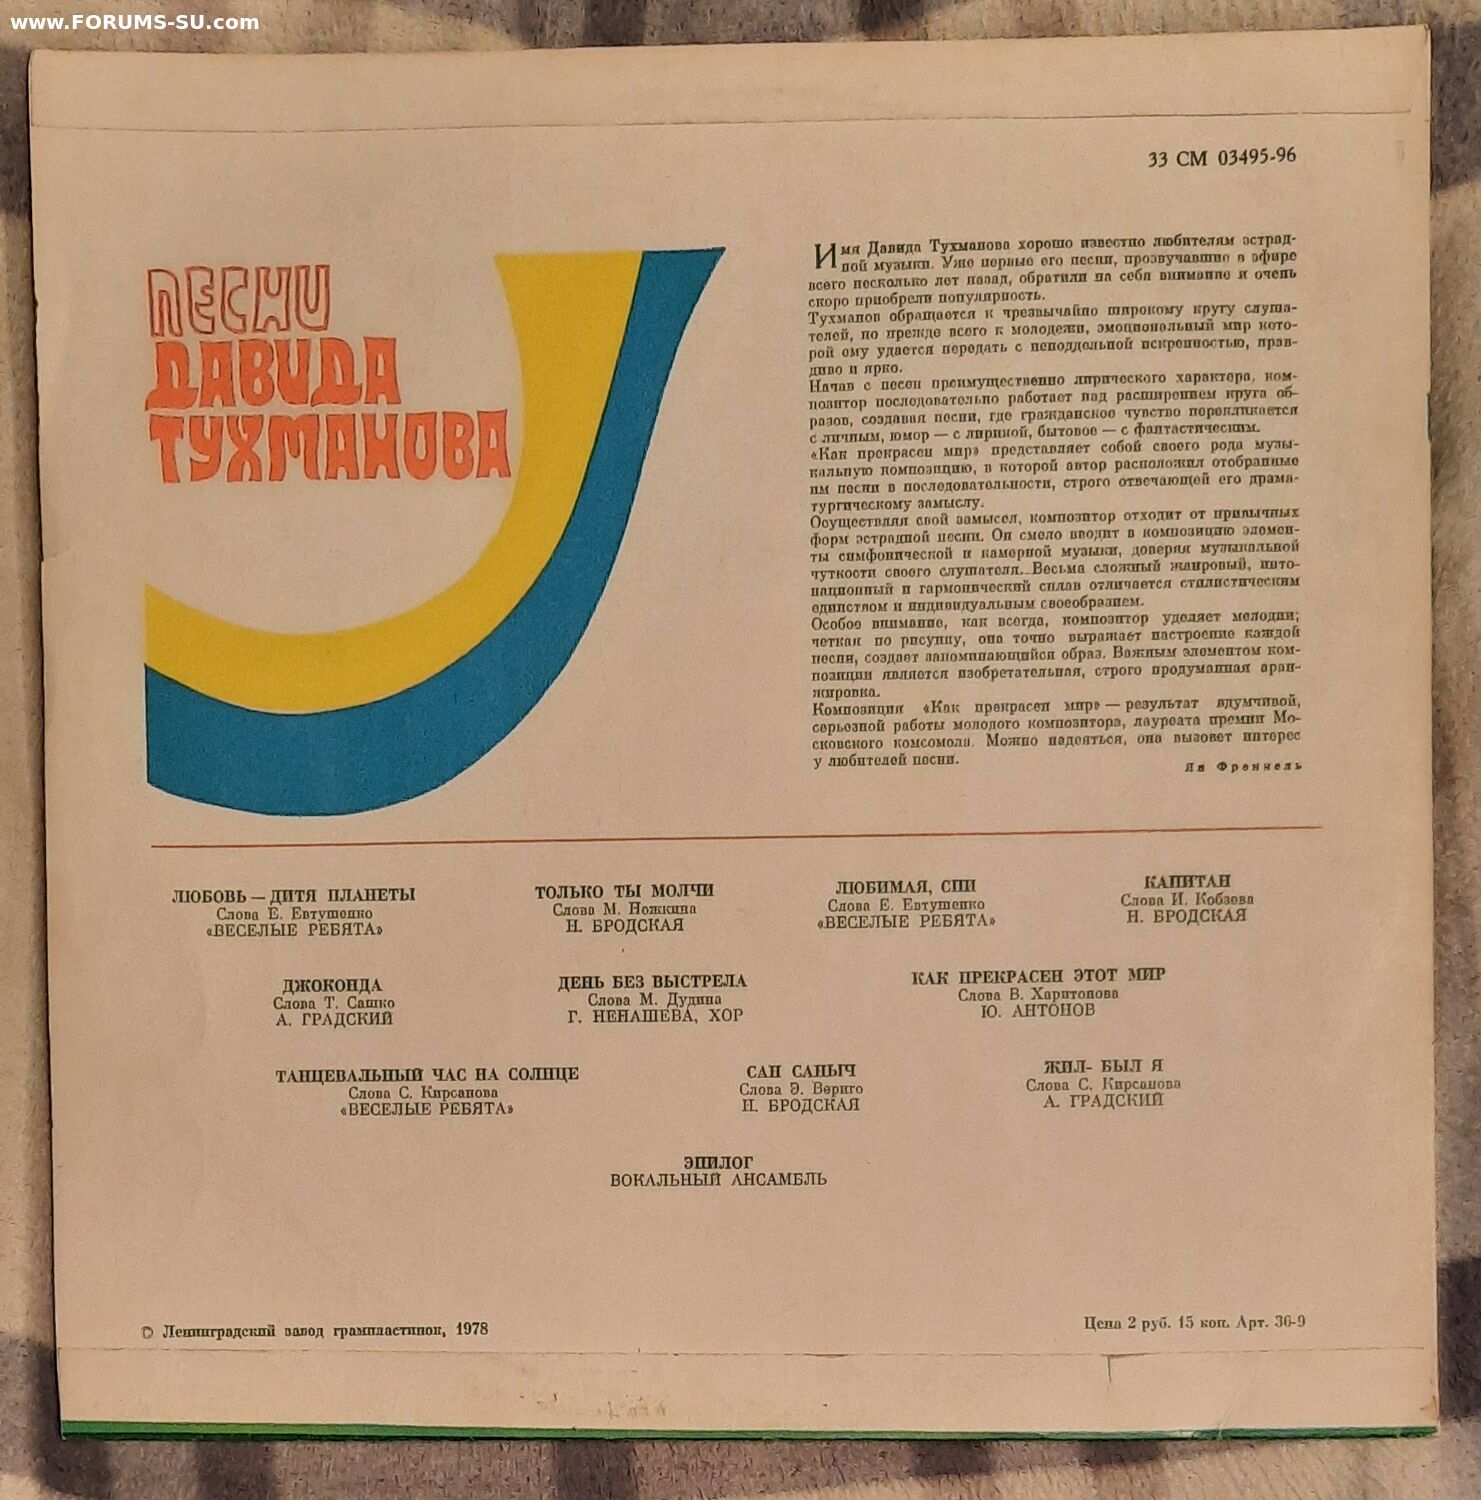 www.FORUMS-SU.com
33 СМ 03495-96
ПЕСНИ
ДАВИДА
ТУХМАНОВА
Имя Давида Тухманова хорошо известно любителям эстрад-
ной музыки. Уже первые его песни, прозвучавшие в эфире
всего несколько лет назад, обратили на себя внимание и очень
скоро приобрели популярность.
Тухманов обращается к чрезвычайно широкому кругу слуша-
телей, но прежде всего к молодежи, эмоциональный мир кото-
рой ему удается передать с неподдельной искренностью, прав-
диво и ярко.
Начав с песен преимущественно лирического характера, ком-
позитор последовательно работает над расширением круга об-
разов, создавая песни, где гражданское чувство перекликается
с личным, юмор — с лирикой, бытовое — с фантастическим.
«Как прекрасен мир» представляет собой своего рода музы-
кальную композицию, в которой автор расположил отобранные
им песни в последовательности, строго отвечающей его драма-
тургическому замыслу.
Осуществляя свой замысел, композитор отходит от привычных
форм эстрадной песни. Он смело вводит в композицию элемен-
ты симфонической и камерной музыки, доверяя музыкальной
чуткости своего слушателя. Весьма сложный жанровый, инто-
национный и гармонический сплав отличается стилистическим
единством и индивидуальным своеобразием.
Особое внимание, как всегда, композитор уделяет мелодии;
четкая по рисунку, она точно выражает настроение каждой
песни, создает запоминающийся образ. Важным элементом ком-
позиции является изобретательная, строго продуманная аран-
жировка.
Композиция «Как прекрасен мир» — результат вдумчивой,
серьезной работы молодого композитора, лауреата премии Мо-
сковского комсомола. Можно надеяться, она вызовет интерес
у любителей песни.
Ян Френкель
ЛЮБОВЬ — ДИТЯ ПЛАНЕТЫ
Слова Е. Евтушенко
«ВЕСЕЛЫЕ РЕБЯТА»
ТОЛЬКО ТЫ МОЛЧИ
Слова М. Ножкина
Н. БРОДСКАЯ
ЛЮБИМАЯ, СПИ
Слова Е. Евтушенко
«ВЕСЕЛЫЕ РЕБЯТА»
КАПИТАН
Слова И. Кобзева
Н. БРОДСКАЯ
ДЖОКОНДА
Слова Т. Сашко
А. ГРАДСКИЙ
ДЕНЬ БЕЗ ВЫСТРЕЛА
Слова М. Дудина
Г. НЕНАШЕВА, ХОР
КАК ПРЕКРАСЕН ЭТОТ МИР
Слова В. Харитонова
Ю. АНТОНОВ
ТАНЦЕВАЛЬНЫЙ ЧАС НА СОЛНЦЕ
Слова С. Кирсанова
«ВЕСЕЛЫЕ РЕБЯТА»
САН САНЫЧ
Слова Э. Вериго
Н. БРОДСКАЯ
ЖИЛ- БЫЛ Я
Слова С. Кирсанова
А. ГРАДСКИЙ
ЭПИЛОГ
ВОКАЛЬНЫЙ АНСАМБЛЬ
© Ленинградский завод грампластинок, 1978
Цена 2 руб. 15 коп. Арт. 36-9